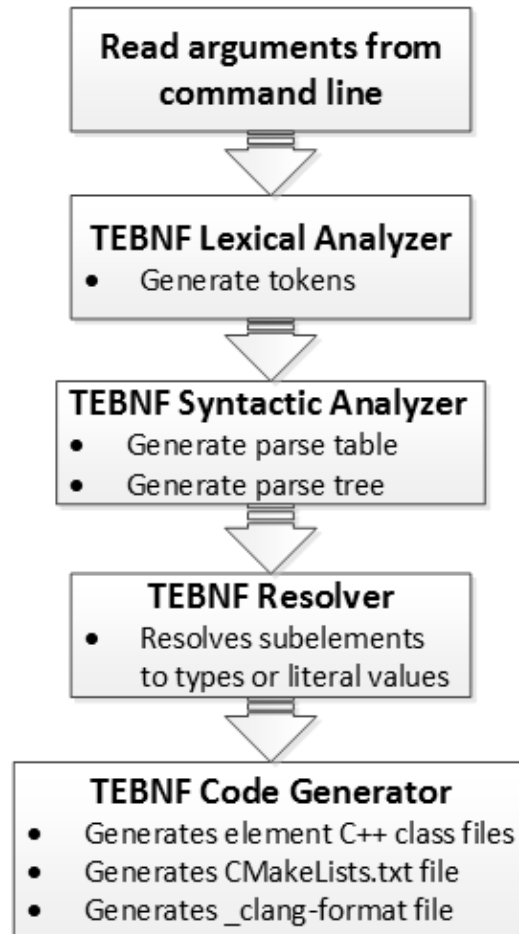 Read arguments from
command line
TEBNF Lexical Analyzer
• Generate tokens
TEBNF Syntactic Analyzer
• Generate parse table
• Generate parse tree
TEBNF Resolver
• Resolves subelements
to types or literal values
TEBNF Code Generator
• Generates element C++ class files
• Generates CMakeLists.txt file
• Generates _clang-format file